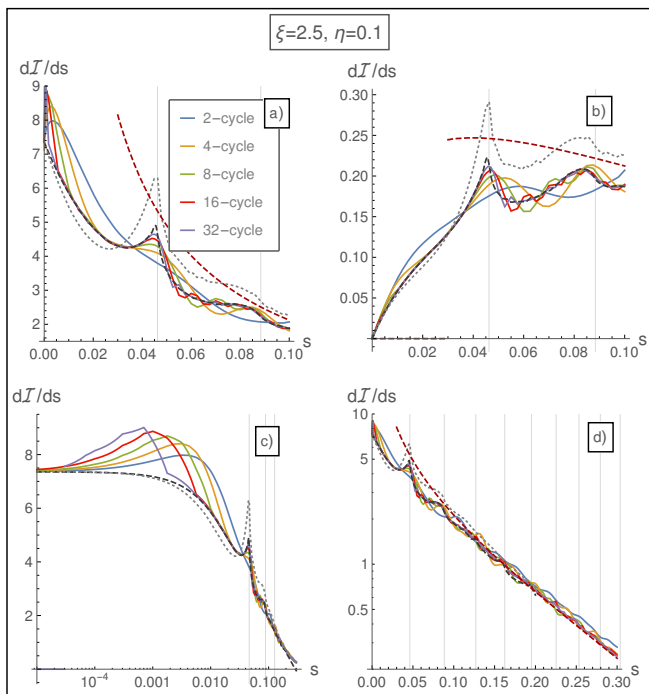 ξ=2.5, η=0.1
dI/ds
9
8
7
6
5
4
3
2
0.00 0.02 0.04 0.06 0.08 0.10
s
a)
2-cycle
4-cycle
8-cycle
16-cycle
32-cycle
dI/ds
0.30
0.25
0.20
0.15
0.10
0.05
0.02 0.04 0.06 0.08 0.10
s
b)
dI/ds
8
6
4
2
10⁻⁴ 0.001 0.010 0.100
s
c)
dI/ds
10
5
1
0.5
0.00 0.05 0.10 0.15 0.20 0.25 0.30
s
d)